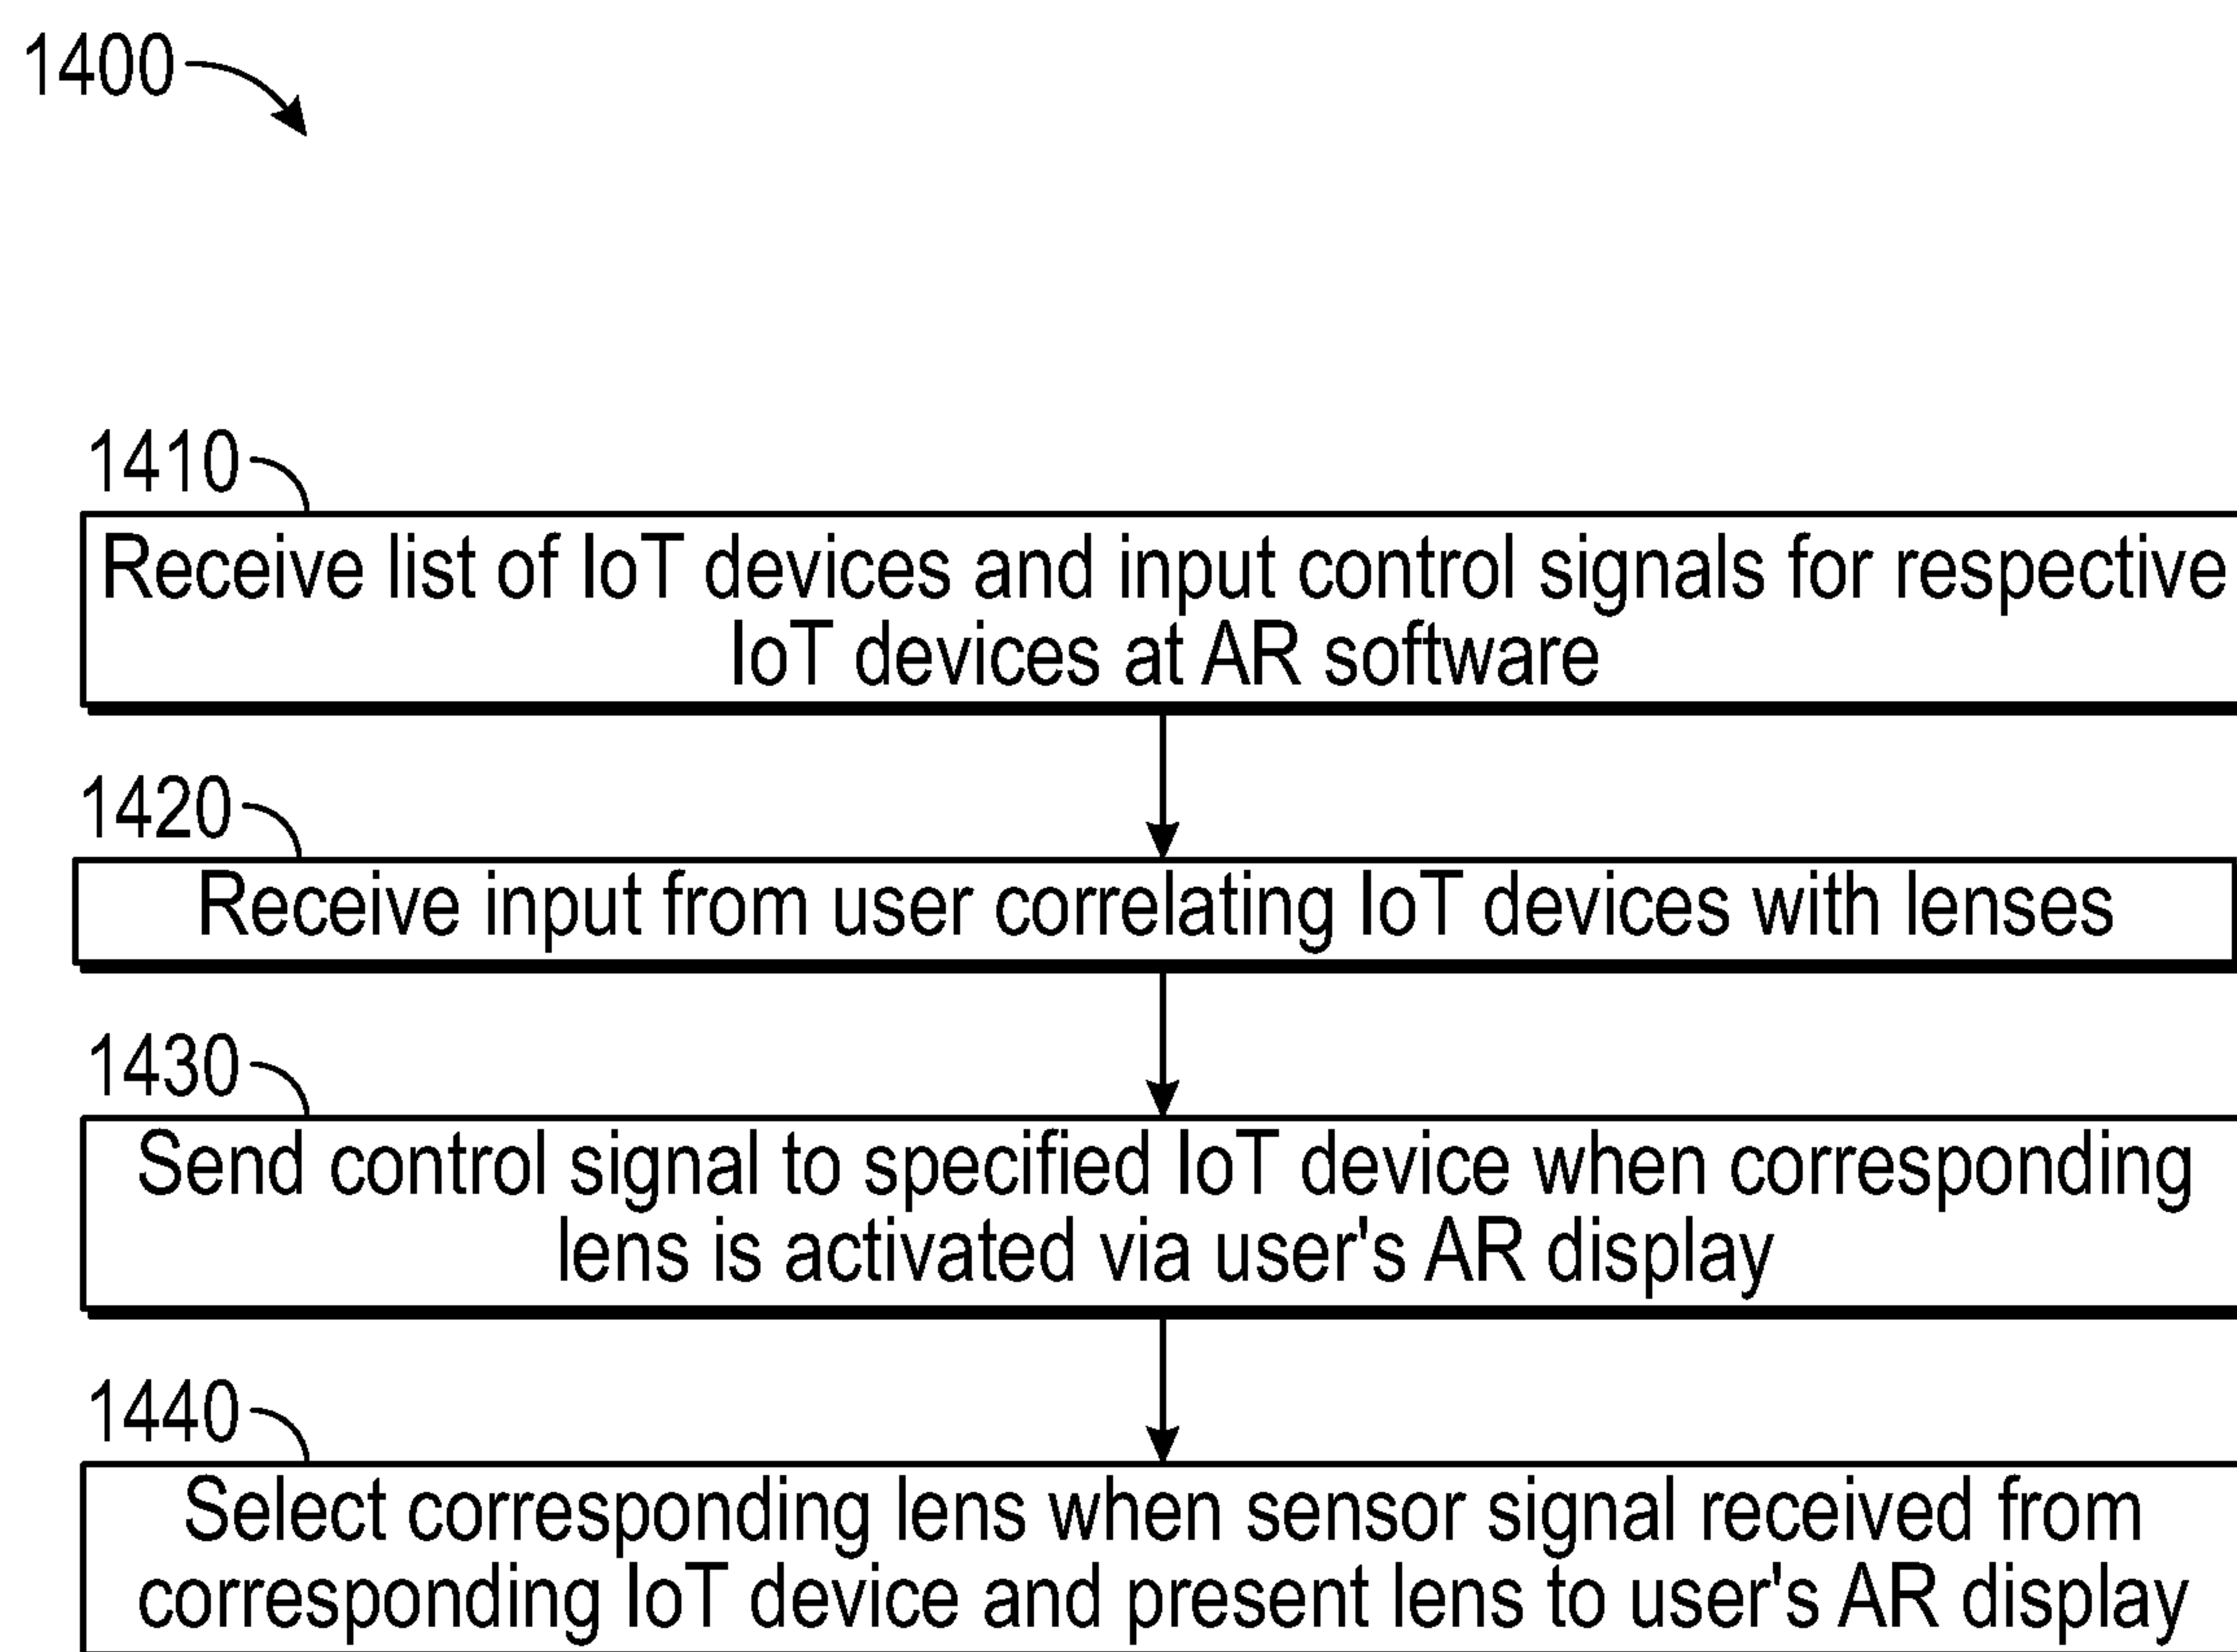 1400
1410
Receive list of IoT devices and input control signals for respective
IoT devices at AR software
1420
Receive input from user correlating IoT devices with lenses
1430
Send control signal to specified IoT device when corresponding
lens is activated via user's AR display
1440
Select corresponding lens when sensor signal received from
corresponding IoT device and present lens to user's AR display